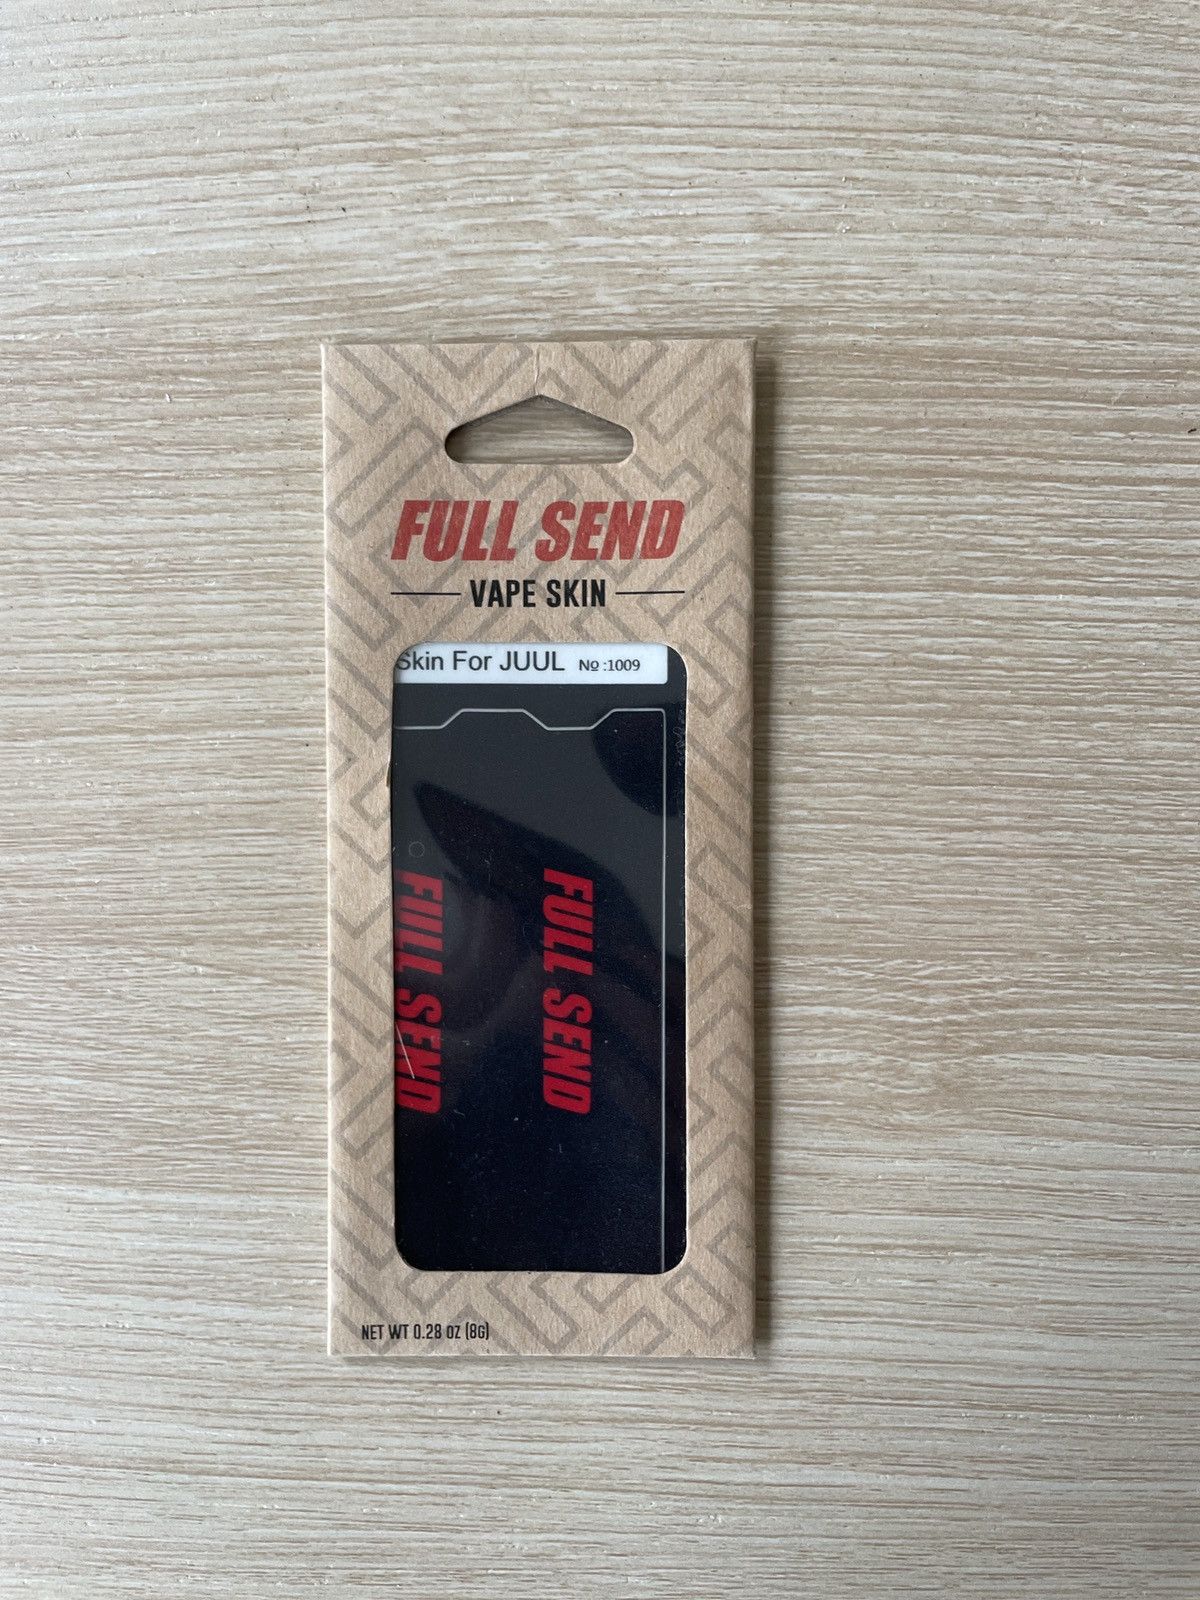 FULL SEND
VAPE SKIN
Skin For JUUL № :1009
FULL SEND
FULL SEND
NET WT 0.28 oz (8G)